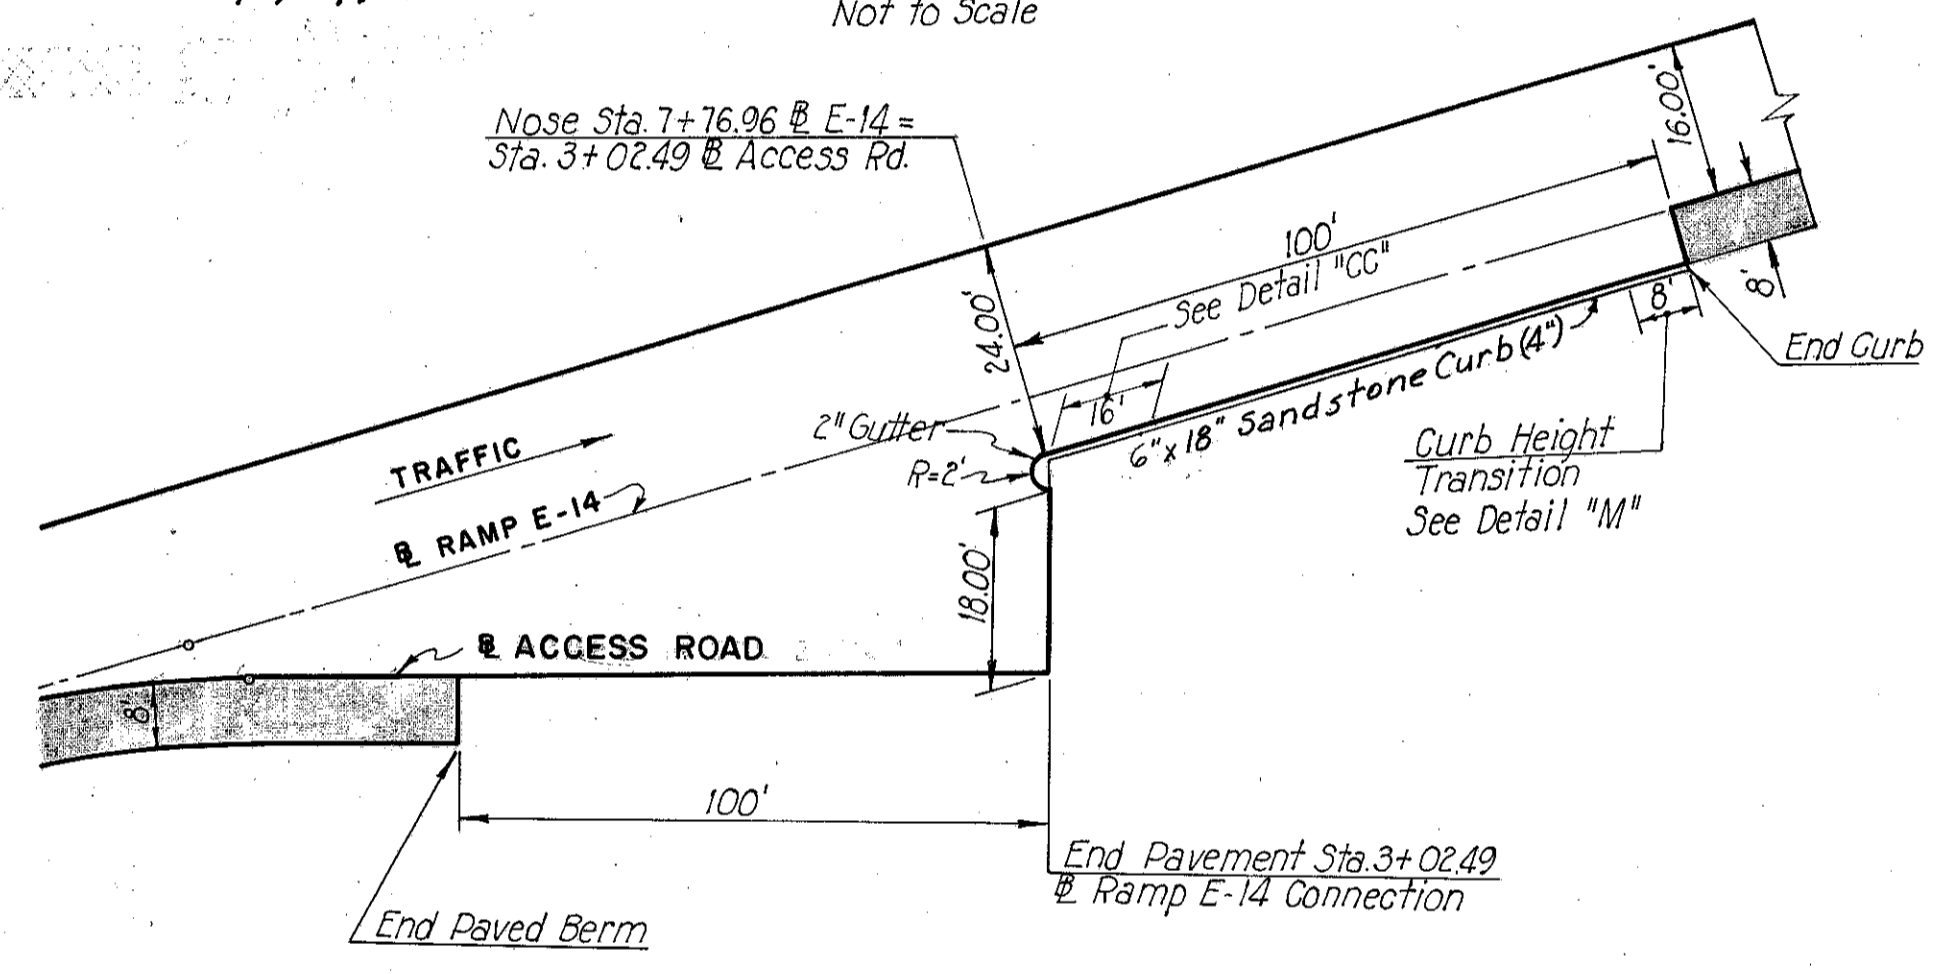 Not to Scale
Nose Sta. 7+76.96 ⅊ E-14 =
Sta. 3+02.49 ⅊ Access Rd.
16.00'
100'
See Detail "CC"
24.00'
8'
8'
End Curb
16'
2" Gutter
6"x 18" Sandstone Curb (4")
R=2'
Curb Height
Transition
See Detail "M"
TRAFFIC
⅊ RAMP E-14
18.00'
⅊ ACCESS ROAD
8'
100'
End Pavement Sta. 3+02.49
⅊ Ramp E-14 Connection
End Paved Berm